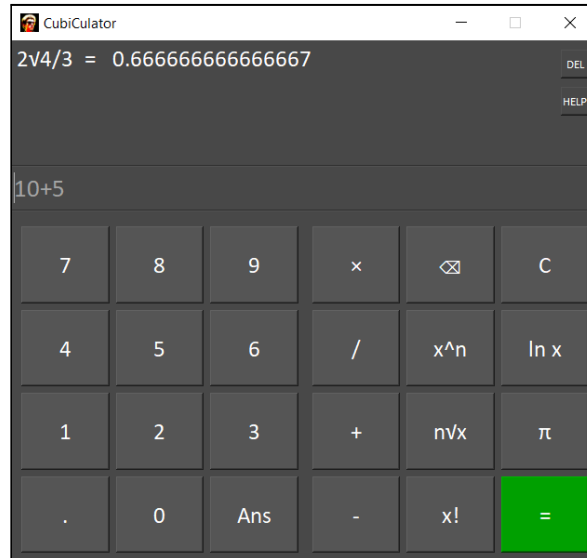 CubiCulator
2√4/3 = 0.666666666666667
DEL
HELP
10+5
7 8 9 × ⌫ C
4 5 6 / x^n ln x
1 2 3 + n√x π
. 0 Ans - x! =